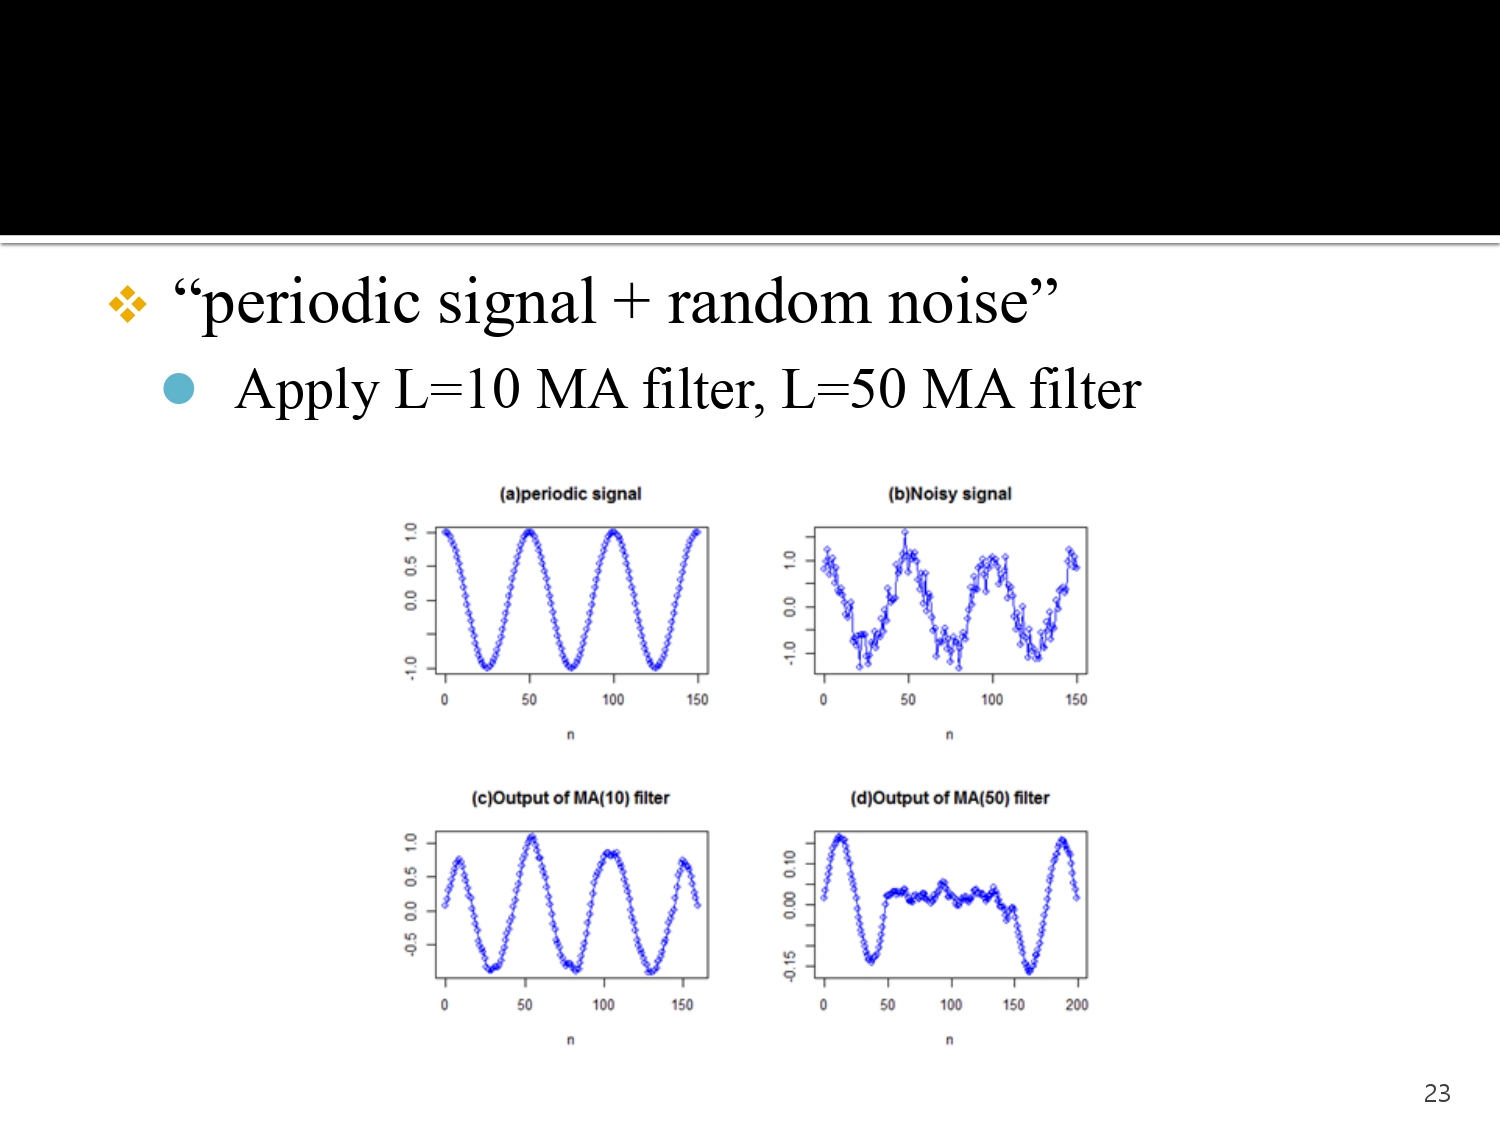 “periodic signal + random noise”
Apply L=10 MA filter, L=50 MA filter
(a)periodic signal
1.0
0.5
0.0
-1.0
0 50 100 150
n
(b)Noisy signal
1.0
0.0
-1.0
0 50 100 150
n
(c)Output of MA(10) filter
1.0
0.5
0.0
-0.5
0 50 100 150
n
(d)Output of MA(50) filter
0.10
0.00
-0.15
0 50 100 150 200
n
23